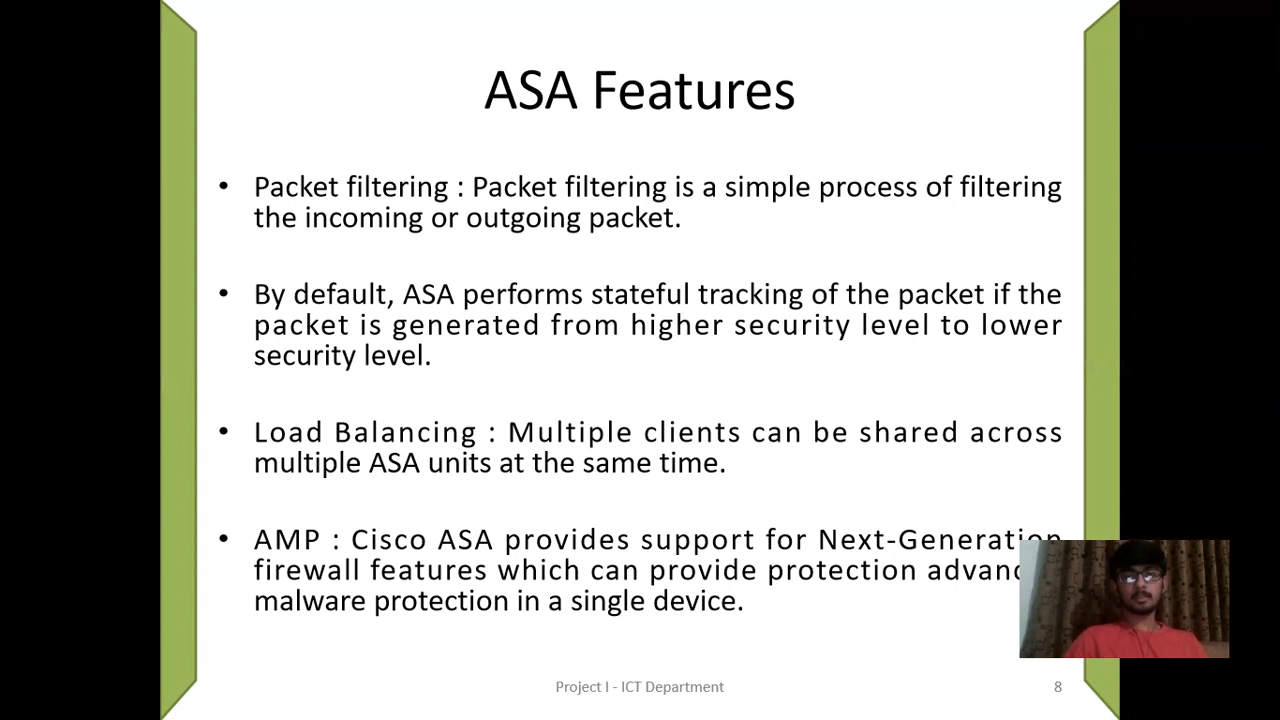 ASA Features
• Packet filtering : Packet filtering is a simple process of filtering
the incoming or outgoing packet.
• By default, ASA performs stateful tracking of the packet if the
packet is generated from higher security level to lower
security level.
• Load Balancing : Multiple clients can be shared across
multiple ASA units at the same time.
• AMP : Cisco ASA provides support for Next-Generation
firewall features which can provide protection
malware protection in a single device.
Project I - ICT Department
8